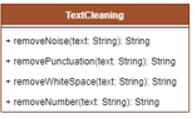 TextCleaning
+ removeNoise(text: String): String
+ removePunctuation(text: String): String
+ removeWhiteSpace(text: String): String
+ removeNumber(text: String): String